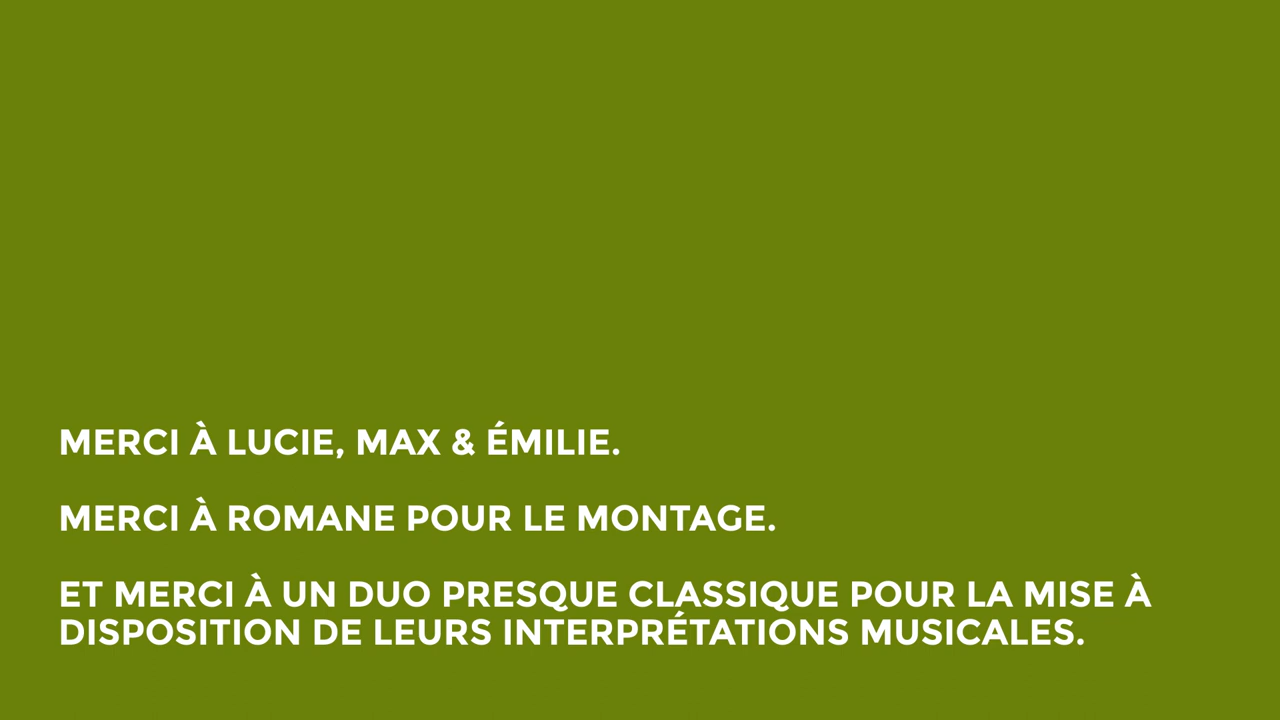 MERCI À LUCIE, MAX & ÉMILIE.
MERCI À ROMANE POUR LE MONTAGE.
ET MERCI À UN DUO PRESQUE CLASSIQUE POUR LA MISE À
DISPOSITION DE LEURS INTERPRÉTATIONS MUSICALES.